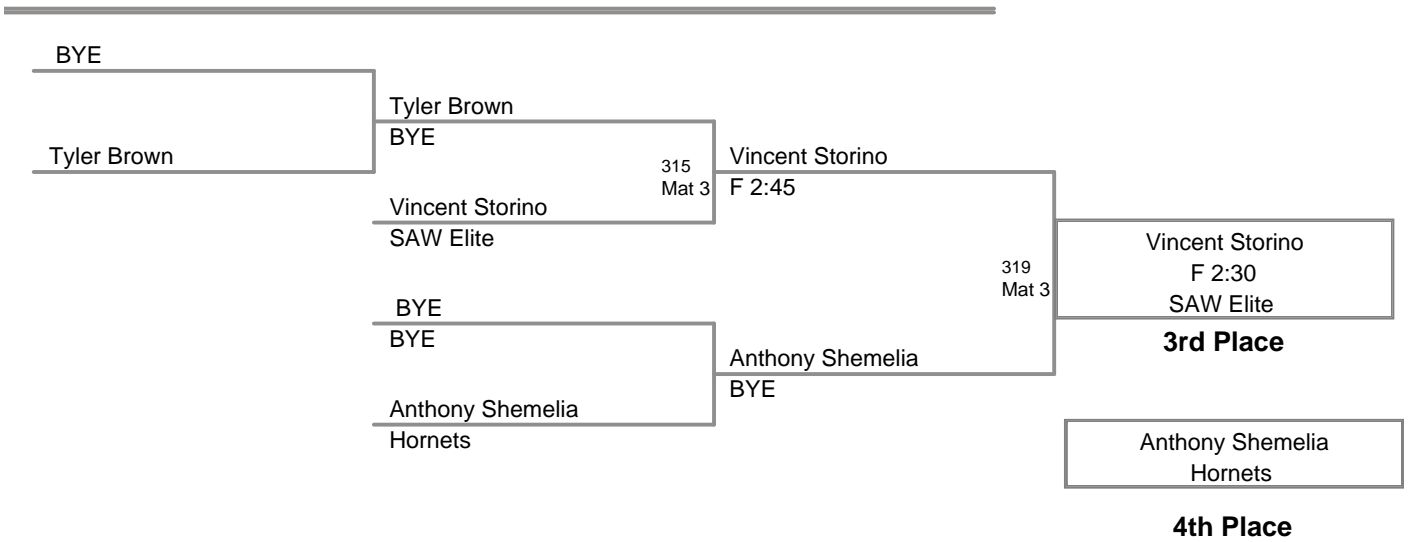 BYE
Tyler Brown
Tyler Brown
BYE
315
Mat 3
Vincent Storino
SAW Elite
Vincent Storino
F 2:45
BYE
BYE
Anthony Shemelia
Hornets
Anthony Shemelia
BYE
319
Mat 3
Vincent Storino
F 2:30
SAW Elite
3rd Place
Anthony Shemelia
Hornets
4th Place